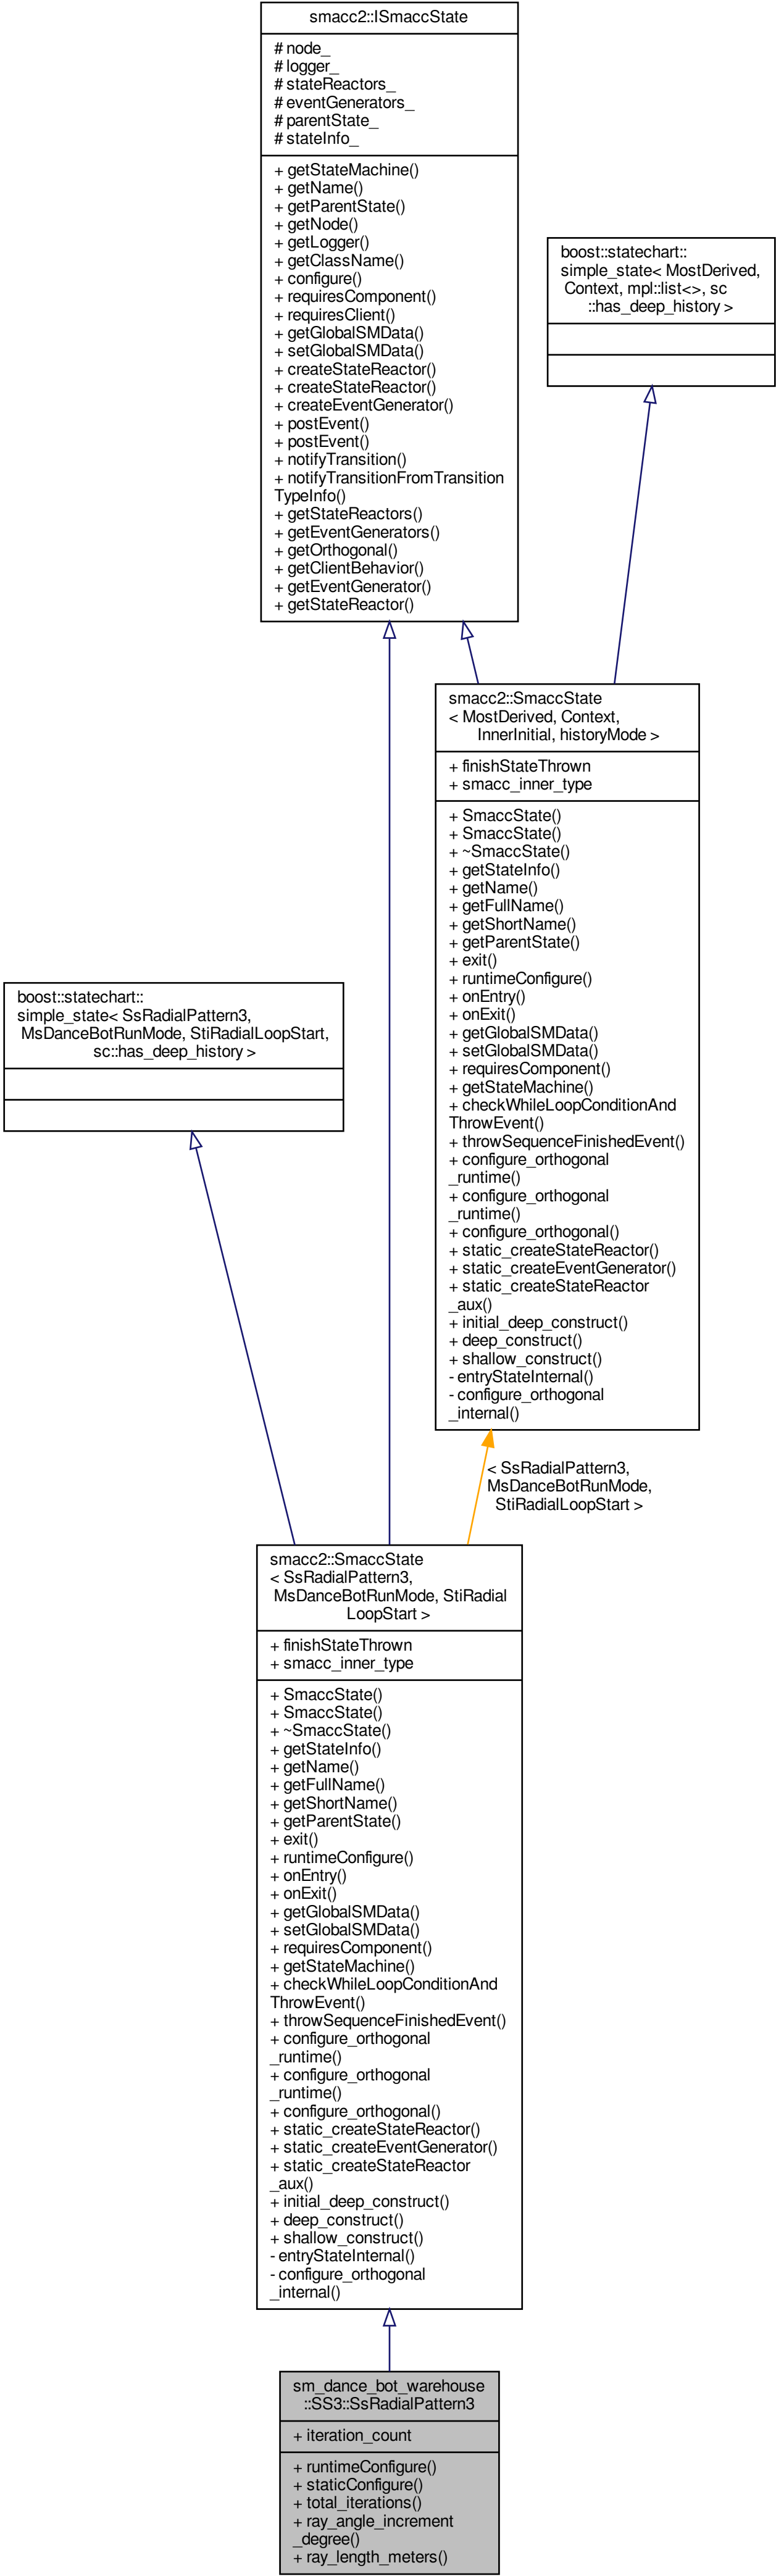 smacc2::ISmaccState
# node_
# logger_
# stateReactors_
# eventGenerators_
# parentState_
# stateInfo_
+ getStateMachine()
+ getName()
+ getParentState()
+ getNode()
+ getLogger()
+ getClassName()
+ configure()
+ requiresComponent()
+ requiresClient()
+ getGlobalSMData()
+ setGlobalSMData()
+ createStateReactor()
+ createStateReactor()
+ createEventGenerator()
+ postEvent()
+ postEvent()
+ notifyTransition()
+ notifyTransitionFromTransition
TypeInfo()
+ getStateReactors()
+ getEventGenerators()
+ getOrthogonal()
+ getClientBehavior()
+ getEventGenerator()
+ getStateReactor()
boost::statechart::
simple_state< MostDerived,
Context, mpl::list<>, sc
::has_deep_history >
smacc2::SmaccState
< MostDerived, Context,
InnerInitial, historyMode >
+ finishStateThrown
+ smacc_inner_type
+ SmaccState()
+ SmaccState()
+ ~SmaccState()
+ getStateInfo()
+ getName()
+ getFullName()
+ getShortName()
+ getParentState()
+ exit()
+ runtimeConfigure()
+ onEntry()
+ onExit()
+ getGlobalSMData()
+ setGlobalSMData()
+ requiresComponent()
+ getStateMachine()
+ checkWhileLoopConditionAnd
ThrowEvent()
+ throwSequenceFinishedEvent()
+ configure_orthogonal
_runtime()
+ configure_orthogonal
_runtime()
+ configure_orthogonal()
+ static_createStateReactor()
+ static_createEventGenerator()
+ static_createStateReactor
_aux()
+ initial_deep_construct()
+ deep_construct()
+ shallow_construct()
- entryStateInternal()
- configure_orthogonal
_internal()
boost::statechart::
simple_state< SsRadialPattern3,
MsDanceBotRunMode, StiRadialLoopStart,
sc::has_deep_history >
< SsRadialPattern3,
MsDanceBotRunMode,
StiRadialLoopStart >
smacc2::SmaccState
< SsRadialPattern3,
MsDanceBotRunMode, StiRadial
LoopStart >
+ finishStateThrown
+ smacc_inner_type
+ SmaccState()
+ SmaccState()
+ ~SmaccState()
+ getStateInfo()
+ getName()
+ getFullName()
+ getShortName()
+ getParentState()
+ exit()
+ runtimeConfigure()
+ onEntry()
+ onExit()
+ getGlobalSMData()
+ setGlobalSMData()
+ requiresComponent()
+ getStateMachine()
+ checkWhileLoopConditionAnd
ThrowEvent()
+ throwSequenceFinishedEvent()
+ configure_orthogonal
_runtime()
+ configure_orthogonal
_runtime()
+ configure_orthogonal()
+ static_createStateReactor()
+ static_createEventGenerator()
+ static_createStateReactor
_aux()
+ initial_deep_construct()
+ deep_construct()
+ shallow_construct()
- entryStateInternal()
- configure_orthogonal
_internal()
sm_dance_bot_warehouse
::SS3::SsRadialPattern3
+ iteration_count
+ runtimeConfigure()
+ staticConfigure()
+ total_iterations()
+ ray_angle_increment
_degree()
+ ray_length_meters()